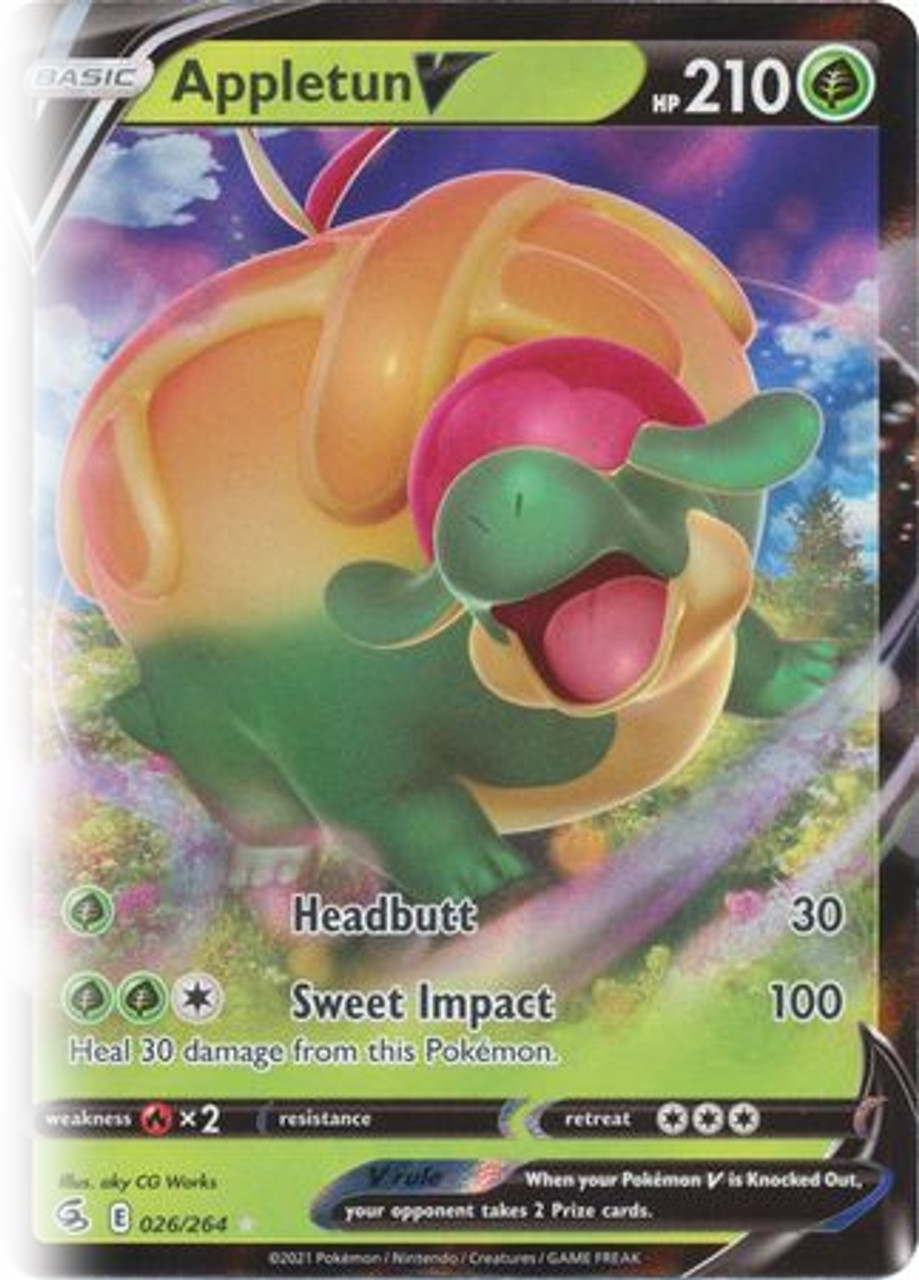 BASIC
Appletun V
HP 210
Headbutt 30
Sweet Impact 100
Heal 30 damage from this Pokémon.
weakness ×2 resistance retreat
Illus. aky CG Works
V rule When your Pokémon V is Knocked Out,
your opponent takes 2 Prize cards.
E 026/264
©2021 Pokémon / Nintendo / Creatures / GAME FREAK